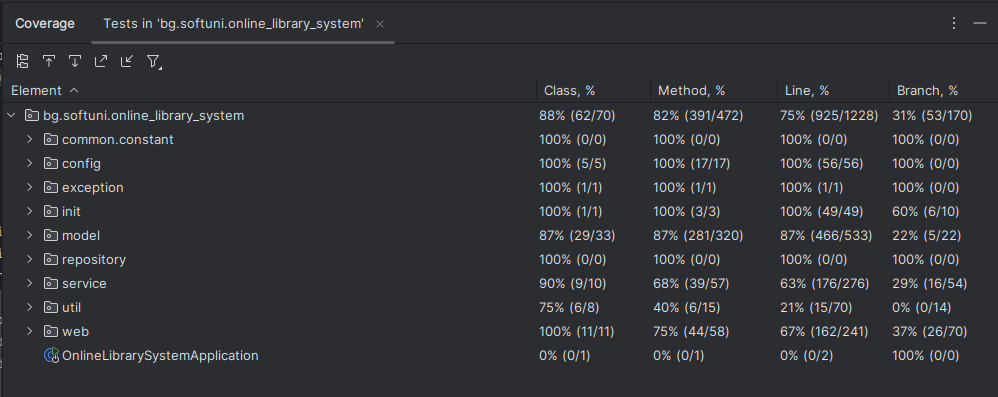 Coverage Tests in 'bg.softuni.online_library_system'
Element Class, % Method, % Line, % Branch, %
bg.softuni.online_library_system 88% (62/70) 82% (391/472) 75% (925/1228) 31% (53/170)
common.constant 100% (0/0) 100% (0/0) 100% (0/0) 100% (0/0)
config 100% (5/5) 100% (17/17) 100% (56/56) 100% (0/0)
exception 100% (1/1) 100% (1/1) 100% (1/1) 100% (0/0)
init 100% (1/1) 100% (3/3) 100% (49/49) 60% (6/10)
model 87% (29/33) 87% (281/320) 87% (466/533) 22% (5/22)
repository 100% (0/0) 100% (0/0) 100% (0/0) 100% (0/0)
service 90% (9/10) 68% (39/57) 63% (176/276) 29% (16/54)
util 75% (6/8) 40% (6/15) 21% (15/70) 0% (0/14)
web 100% (11/11) 75% (44/58) 67% (162/241) 37% (26/70)
OnlineLibrarySystemApplication 0% (0/1) 0% (0/1) 0% (0/2) 100% (0/0)